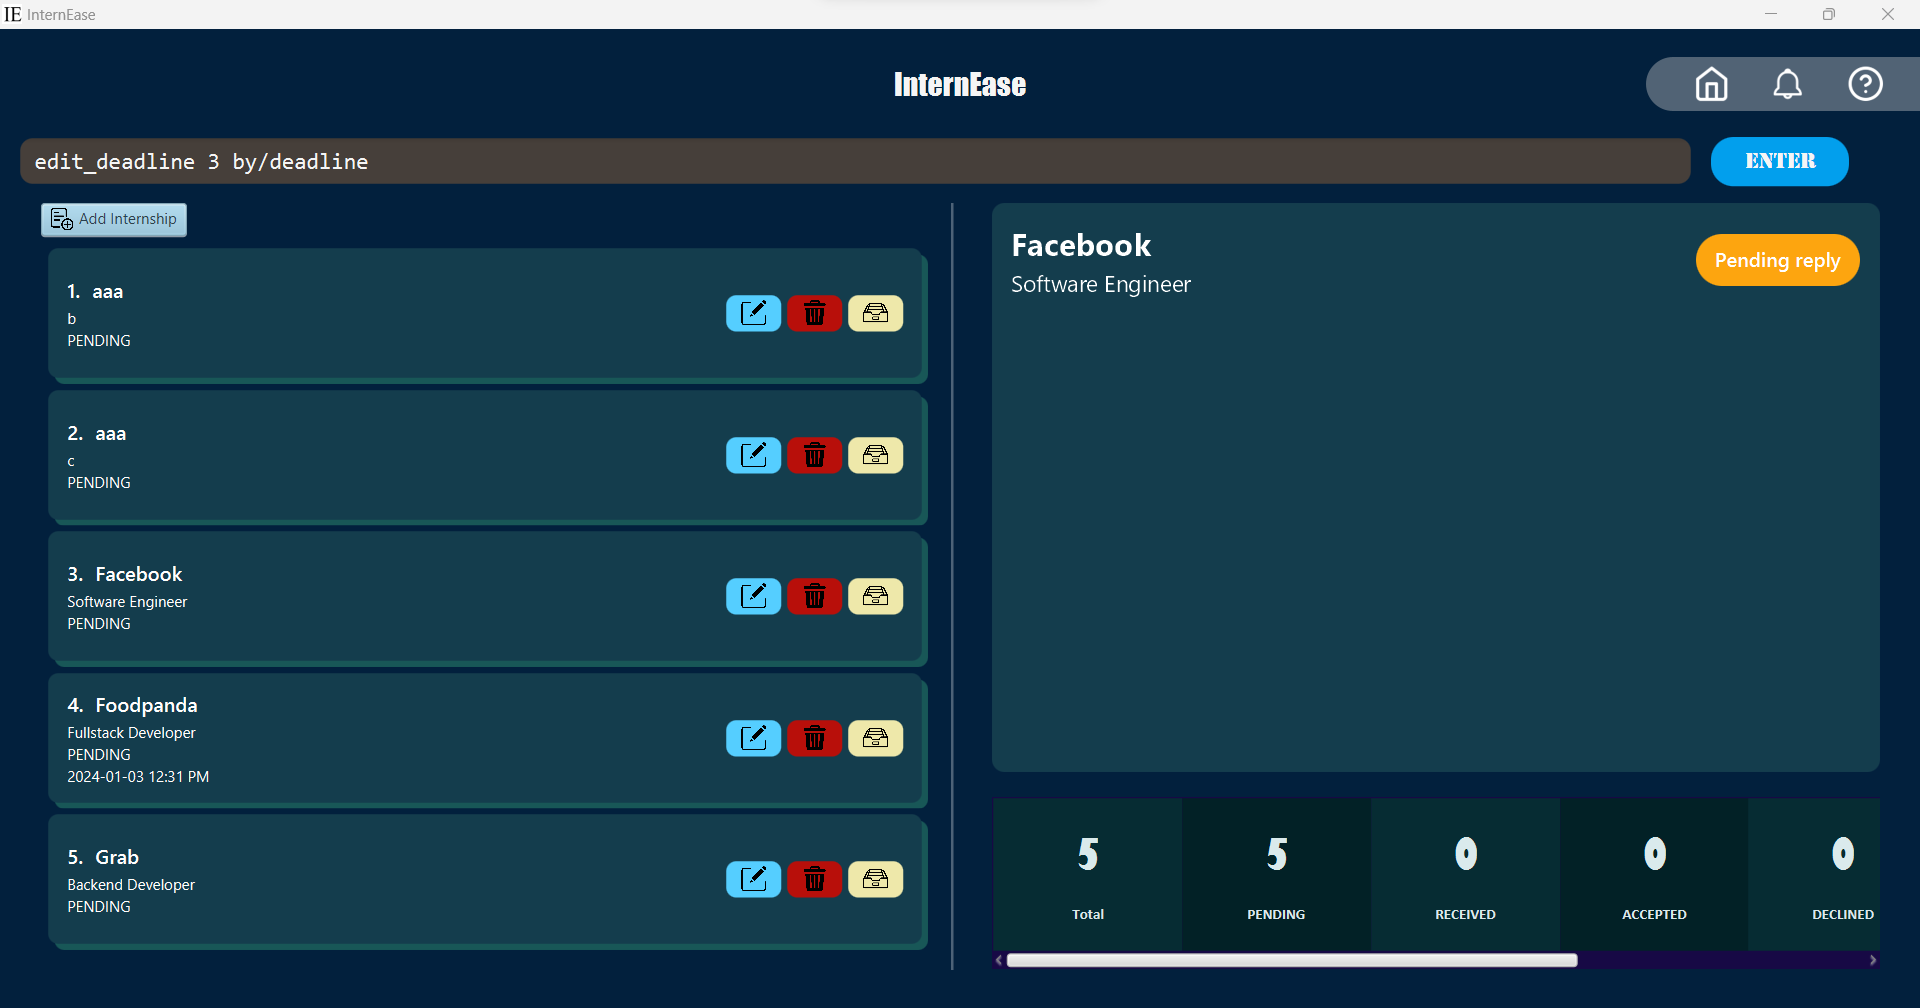 IE InternEase
InternEase
edit_deadline 3 by/deadline
ENTER
Add Internship
1. aaa
b
PENDING
2. aaa
c
PENDING
3. Facebook
Software Engineer
PENDING
4. Foodpanda
Fullstack Developer
PENDING
2024-01-03 12:31 PM
5. Grab
Backend Developer
PENDING
Facebook
Software Engineer
Pending reply
5 5 0 0 0
Total PENDING RECEIVED ACCEPTED DECLINED